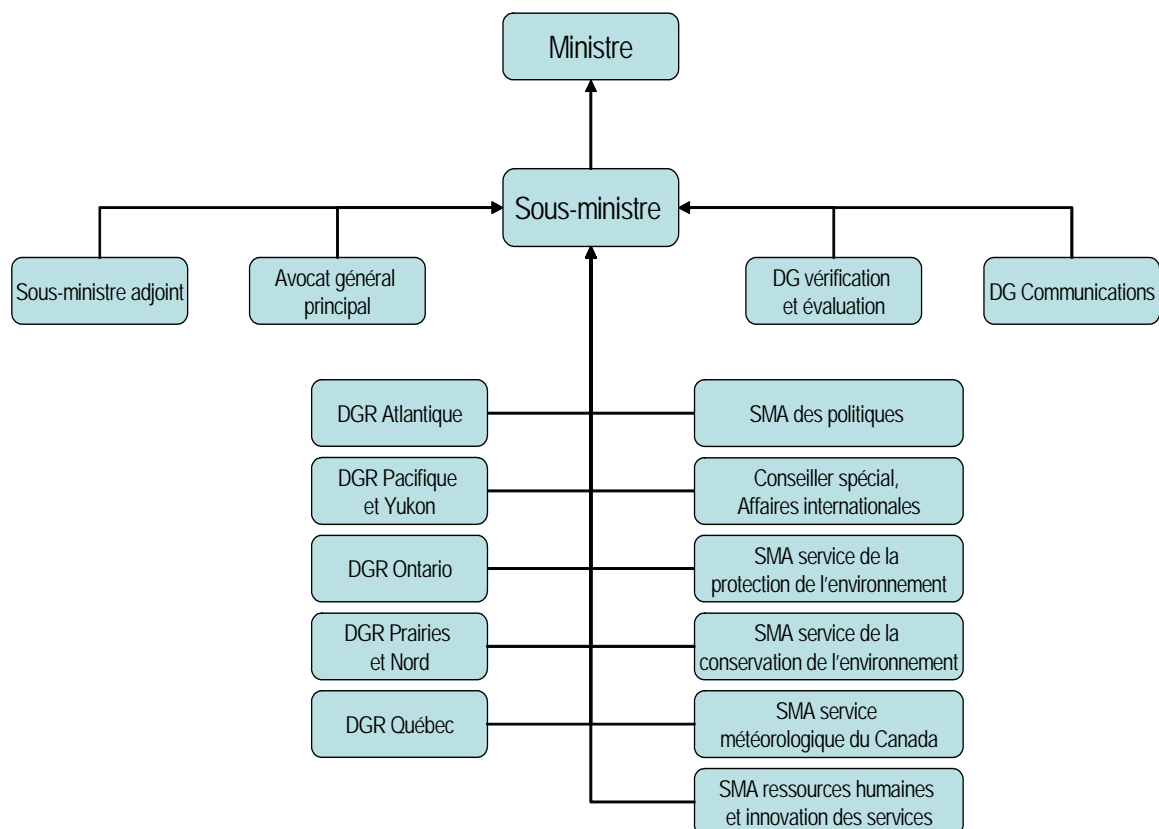 Ministre
Sous-ministre
Sous-ministre adjoint
Avocat général
principal
DG vérification
et évaluation
DG Communications
DGR Atlantique
SMA des politiques
DGR Pacifique
et Yukon
Conseiller spécial,
Affaires internationales
DGR Ontario
SMA service de la
protection de l'environnement
DGR Prairies
et Nord
SMA service de la
conservation de l'environnement
DGR Québec
SMA service
météorologique du Canada
SMA ressources humaines
et innovation des services